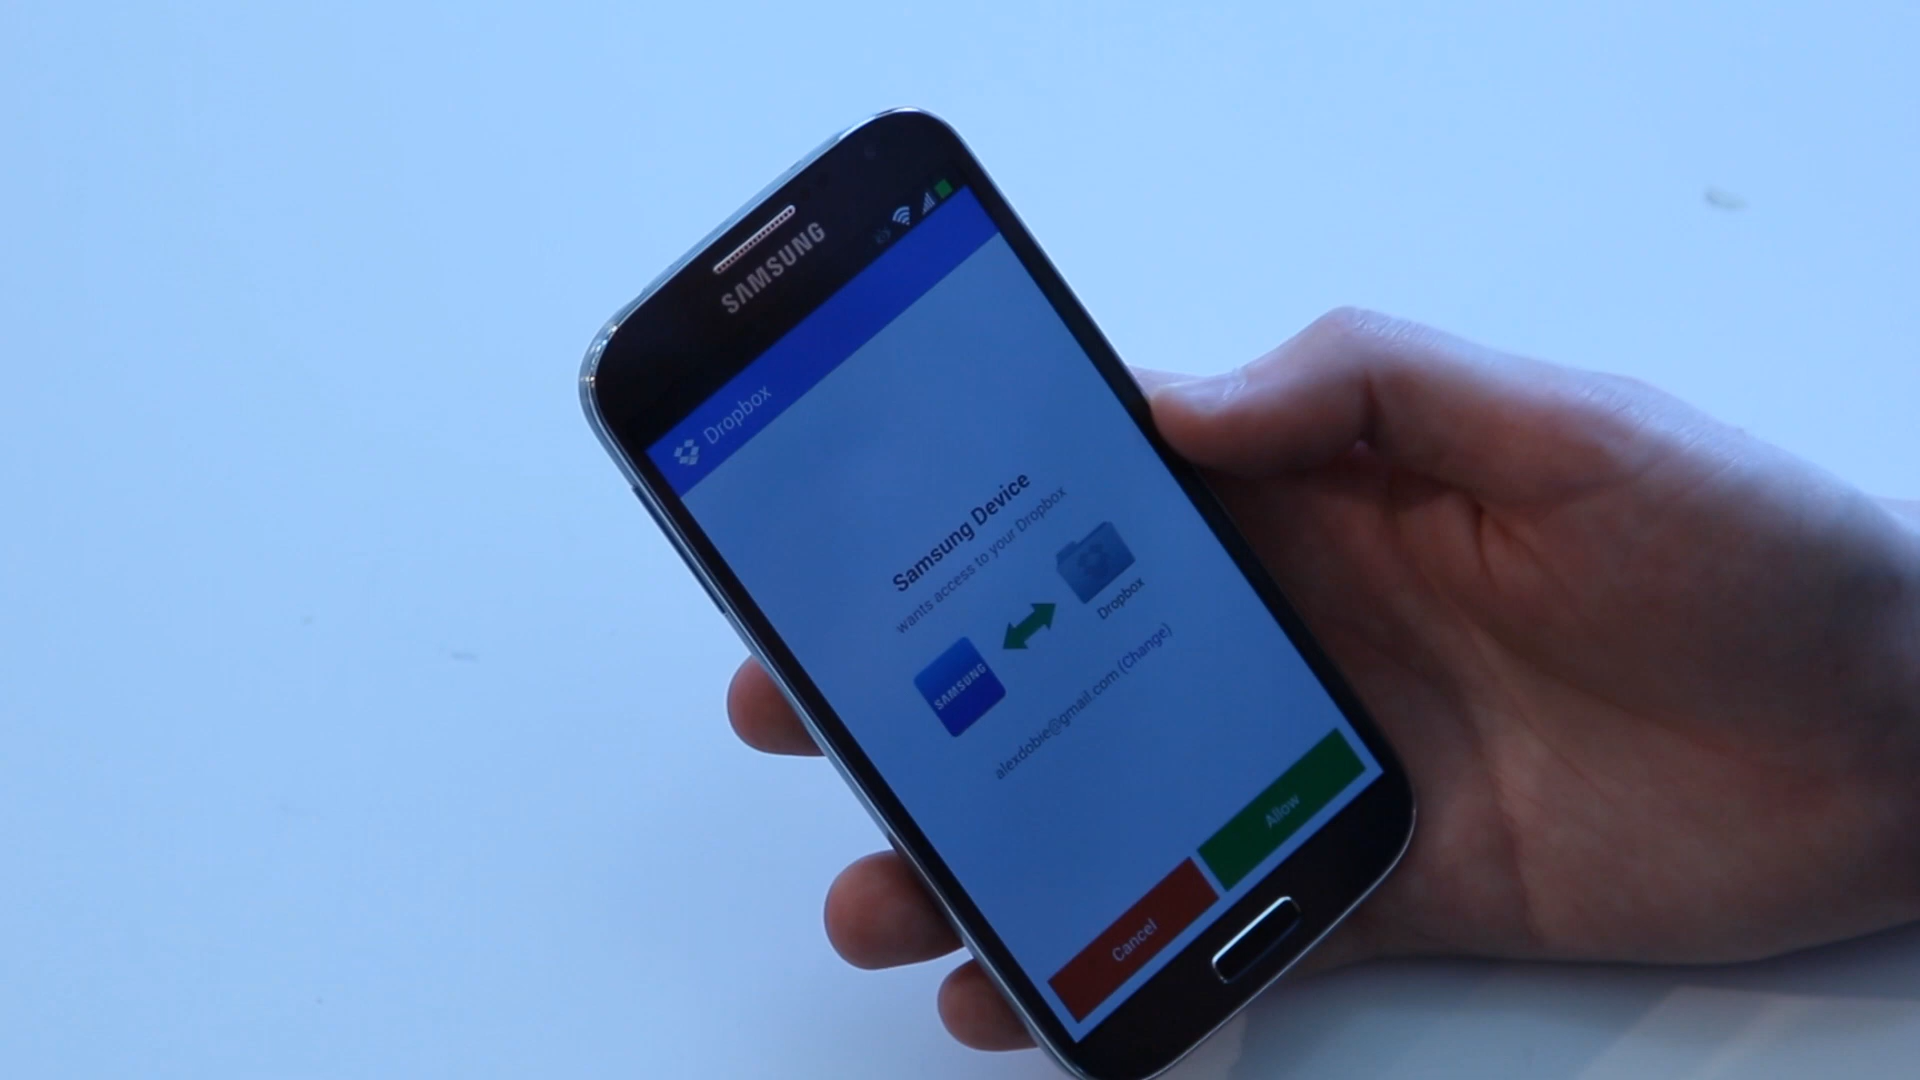 SAMSUNG
Dropbox
Samsung Device
wants access to your Dropbox
SAMSUNG
Dropbox
alexdobie@gmail.com (Change)
Cancel
Allow